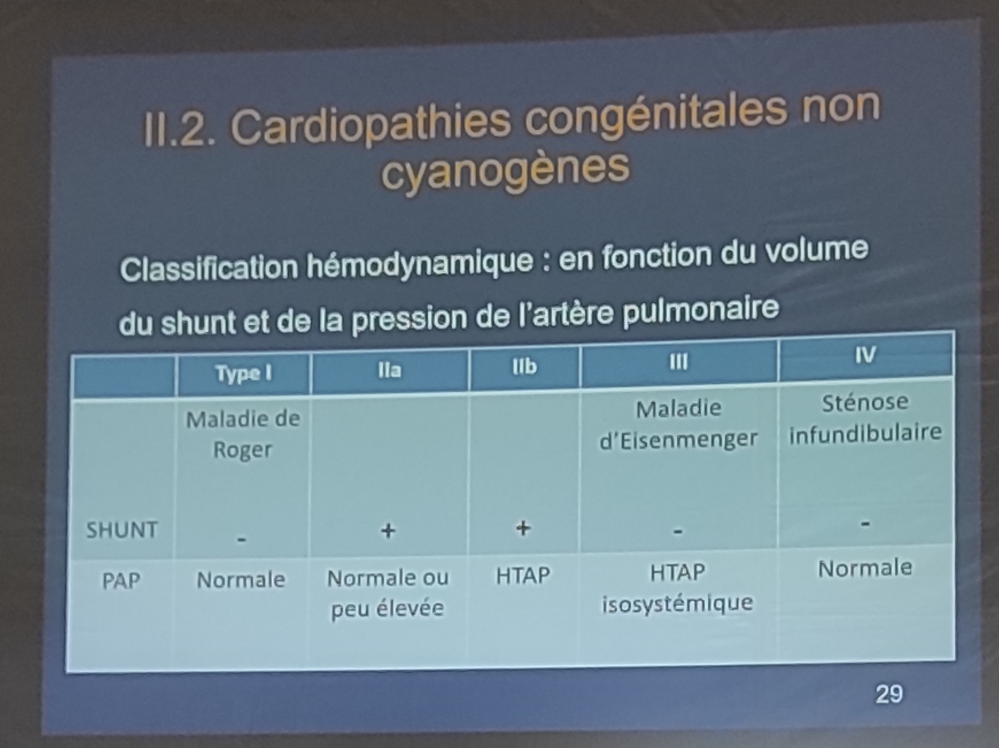 II.2. Cardiopathies congénitales non
cyanogènes
Classification hémodynamique : en fonction du volume
du shunt et de la pression de l'artère pulmonaire
Type I IIa IIb III IV
Maladie de Roger Maladie d'Eisenmenger Sténose infundibulaire
SHUNT - + + - -
PAP Normale Normale ou peu élevée HTAP HTAP isosystémique Normale
29